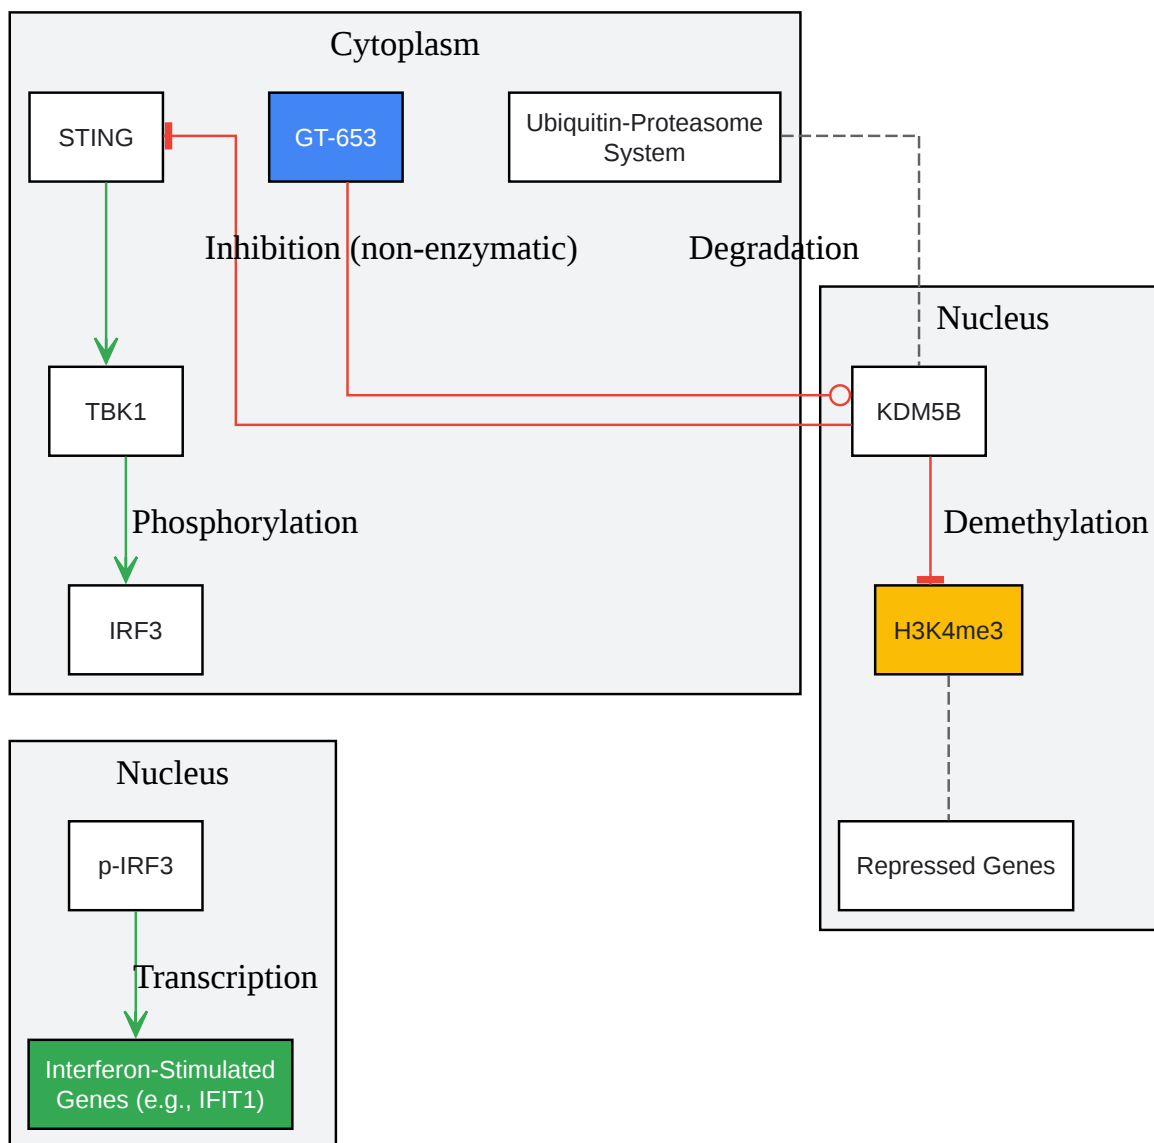 Cytoplasm
STING
GT-653
Ubiquitin-Proteasome
System
Inhibition (non-enzymatic)
Degradation
Nucleus
TBK1
KDM5B
Phosphorylation
Demethylation
IRF3
H3K4me3
Nucleus
p-IRF3
Repressed Genes
Transcription
Interferon-Stimulated
Genes (e.g., IFIT1)